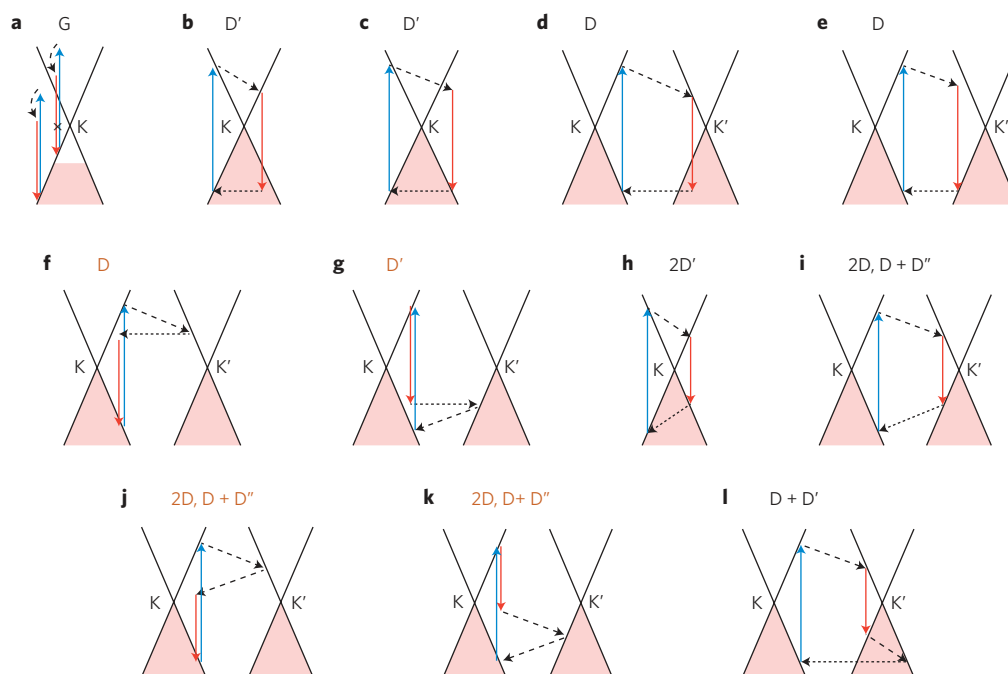 a G
b D′
c D′
d D
e D
K
K
K
K K′
K K′
f D
g D′
h 2D′
i 2D, D + D″
K K′
K K′
K
K K′
j 2D, D + D″
k 2D, D+ D″
l D + D′
K K′
K K′
K K′